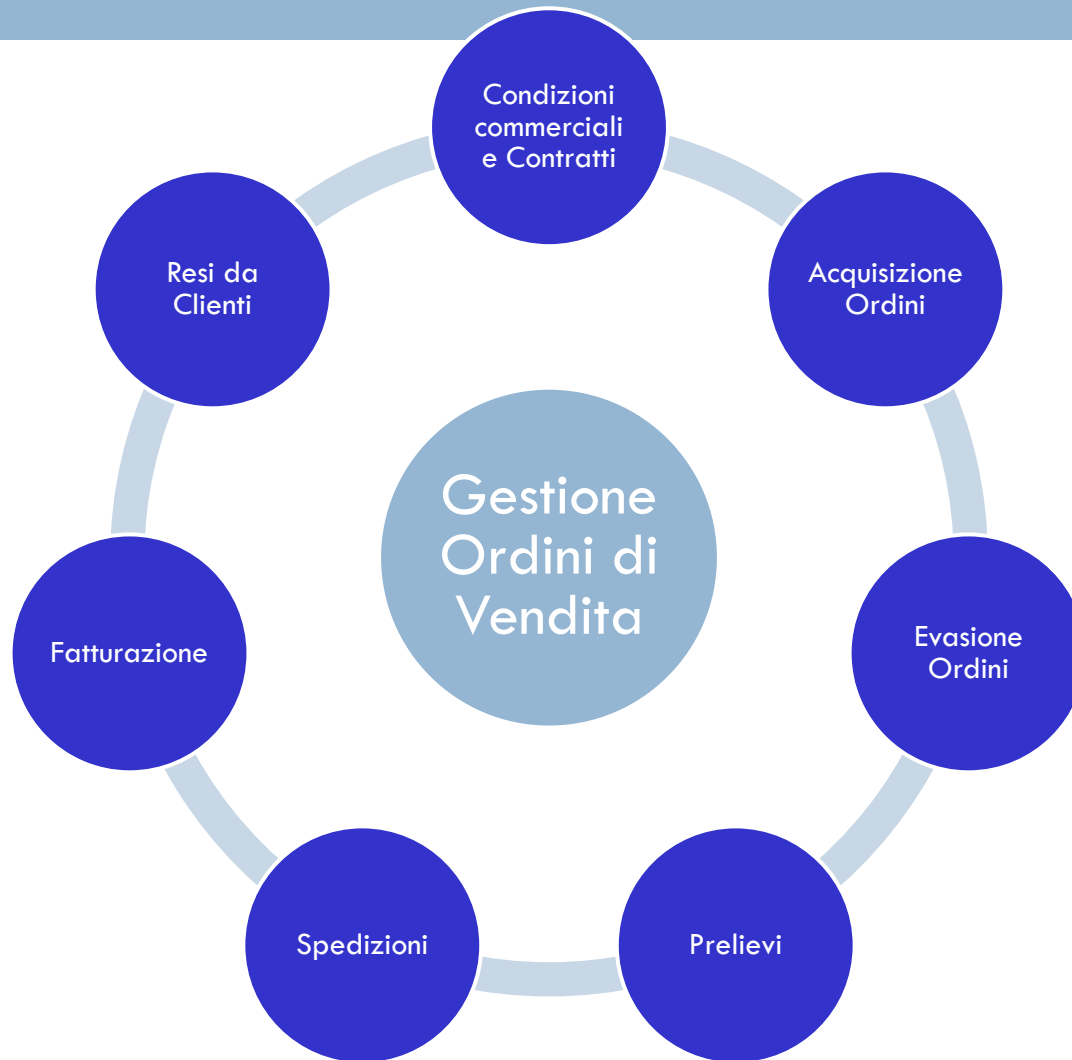 Condizioni
commerciali
e Contratti
Acquisizione
Ordini
Evasione
Ordini
Prelievi
Spedizioni
Fatturazione
Resi da
Clienti
Gestione
Ordini di
Vendita